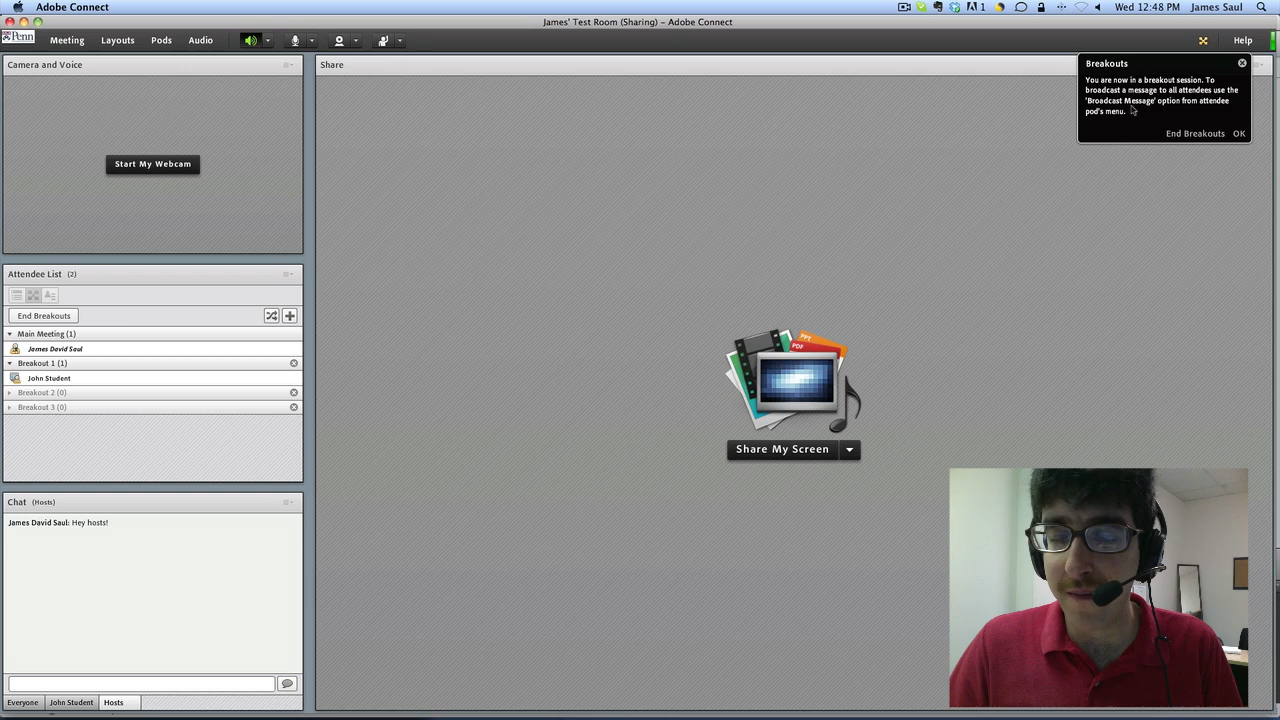 Adobe Connect
1
Wed 12:48 PM
James Saul
James' Test Room (Sharing) – Adobe Connect
Penn
Meeting
Layouts
Pods
Audio
Help
Camera and Voice
Start My Webcam
Share
Breakouts
You are now in a breakout session. To
broadcast a message to all attendees use the
'Broadcast Message' option from attendee
pod's menu.
End Breakouts
OK
Attendee List (2)
End Breakouts
Main Meeting (1)
James David Saul
Breakout 1 (1)
John Student
Breakout 2 (0)
Breakout 3 (0)
PPT
PDF
Share My Screen
Chat (Hosts)
James David Saul: Hey hosts!
Everyone
John Student
Hosts